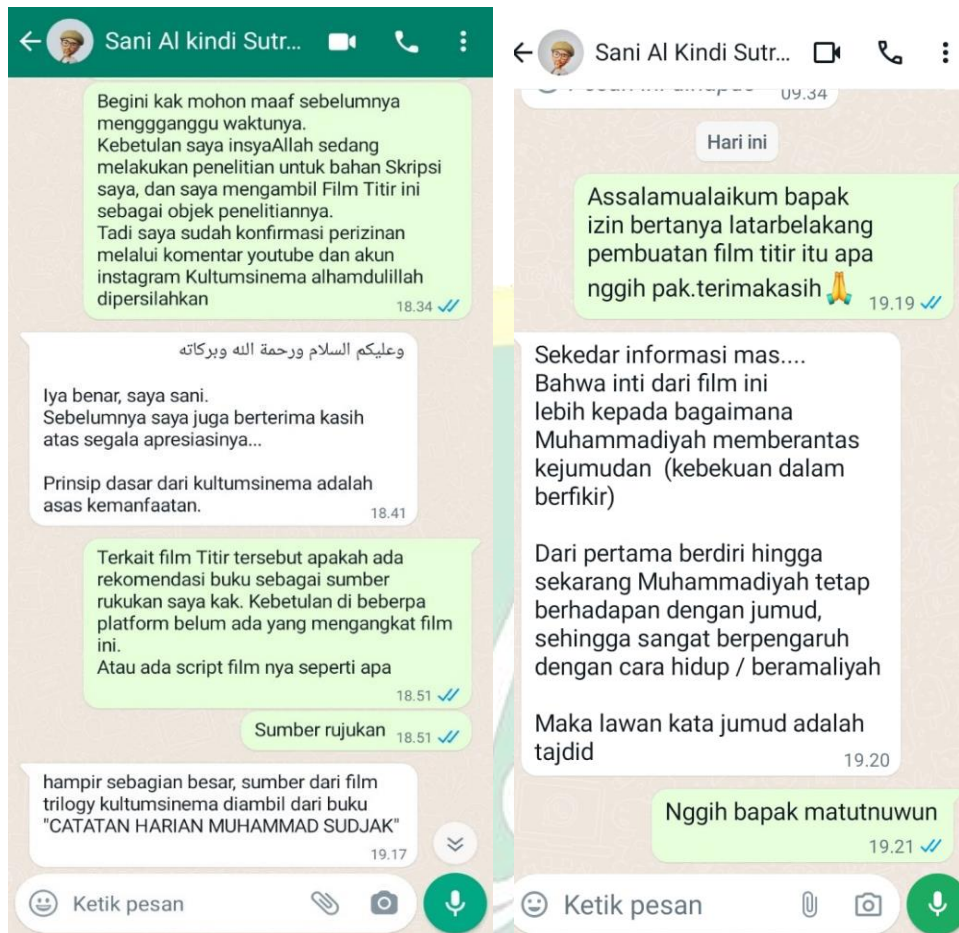 Sani Al kindi Sutr...
Begini kak mohon maaf sebelumnya
menggganggu waktunya.
Kebetulan saya insyaAllah sedang
melakukan penelitian untuk bahan Skripsi
saya, dan saya mengambil Film Titir ini
sebagai objek penelitiannya.
Tadi saya sudah konfirmasi perizinan
melalui komentar youtube dan akun
instagram Kultumsinema alhamdulillah
dipersilahkan
18.34
وعليكم السلام ورحمة الله وبركاته
Iya benar, saya sani.
Sebelumnya saya juga berterima kasih
atas segala apresiasinya...
Prinsip dasar dari kultumsinema adalah
asas kemanfaatan.
18.41
Terkait film Titir tersebut apakah ada
rekomendasi buku sebagai sumber
rukukan saya kak. Kebetulan di beberpa
platform belum ada yang mengangkat film
ini.
Atau ada script film nya seperti apa
18.51
Sumber rujukan 18.51
hampir sebagian besar, sumber dari film
trilogy kultumsinema diambil dari buku
"CATATAN HARIAN MUHAMMAD SUDJAK"
19.17
Ketik pesan
Sani Al Kindi Sutr...
09.34
Hari ini
Assalamualaikum bapak
izin bertanya latarbelakang
pembuatan film titir itu apa
nggih pak.terimakasih🙏
19.19
Sekedar informasi mas....
Bahwa inti dari film ini
lebih kepada bagaimana
Muhammadiyah memberantas
kejumudan (kebekuan dalam
berfikir)
Dari pertama berdiri hingga
sekarang Muhammadiyah tetap
berhadapan dengan jumud,
sehingga sangat berpengaruh
dengan cara hidup / beramaliyah
Maka lawan kata jumud adalah
tajdid
19.20
Nggih bapak matutnuwun
19.21
Ketik pesan